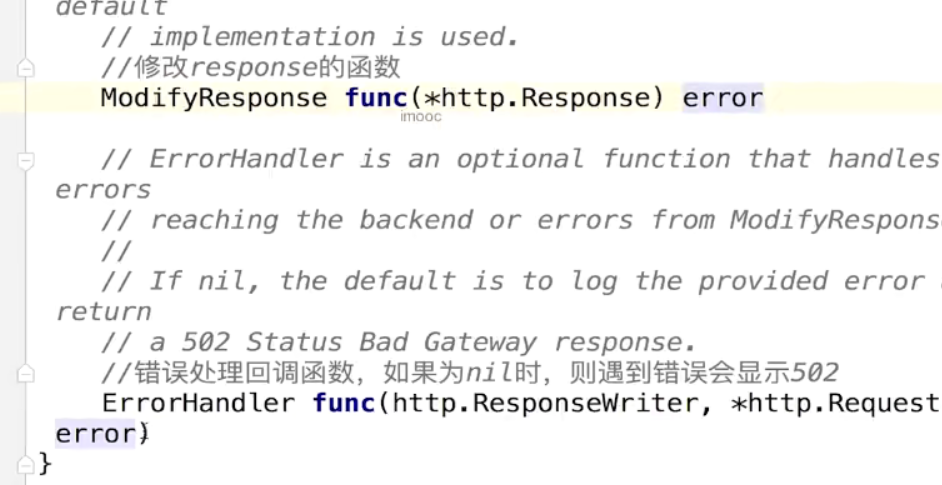 default
// implementation is used.
//修改response的函数
ModifyResponse func(*http.Response) error
imooc
// ErrorHandler is an optional function that handles
errors
// reaching the backend or errors from ModifyResponse
//
// If nil, the default is to log the provided error
return
// a 502 Status Bad Gateway response.
//错误处理回调函数，如果为nil时，则遇到错误会显示502
ErrorHandler func(http.ResponseWriter, *http.Request
error)
}